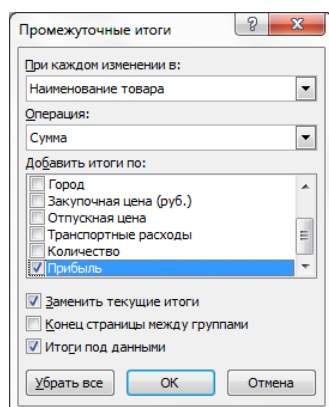 Промежуточные итоги
При каждом изменении в:
Наименование товара
Операция:
Сумма
Добавить итоги по:
Город
Закупочная цена (руб.)
Отпускная цена
Транспортные расходы
Количество
Прибыль
Заменить текущие итоги
Конец страницы между группами
Итоги под данными
Убрать все
OK
Отмена